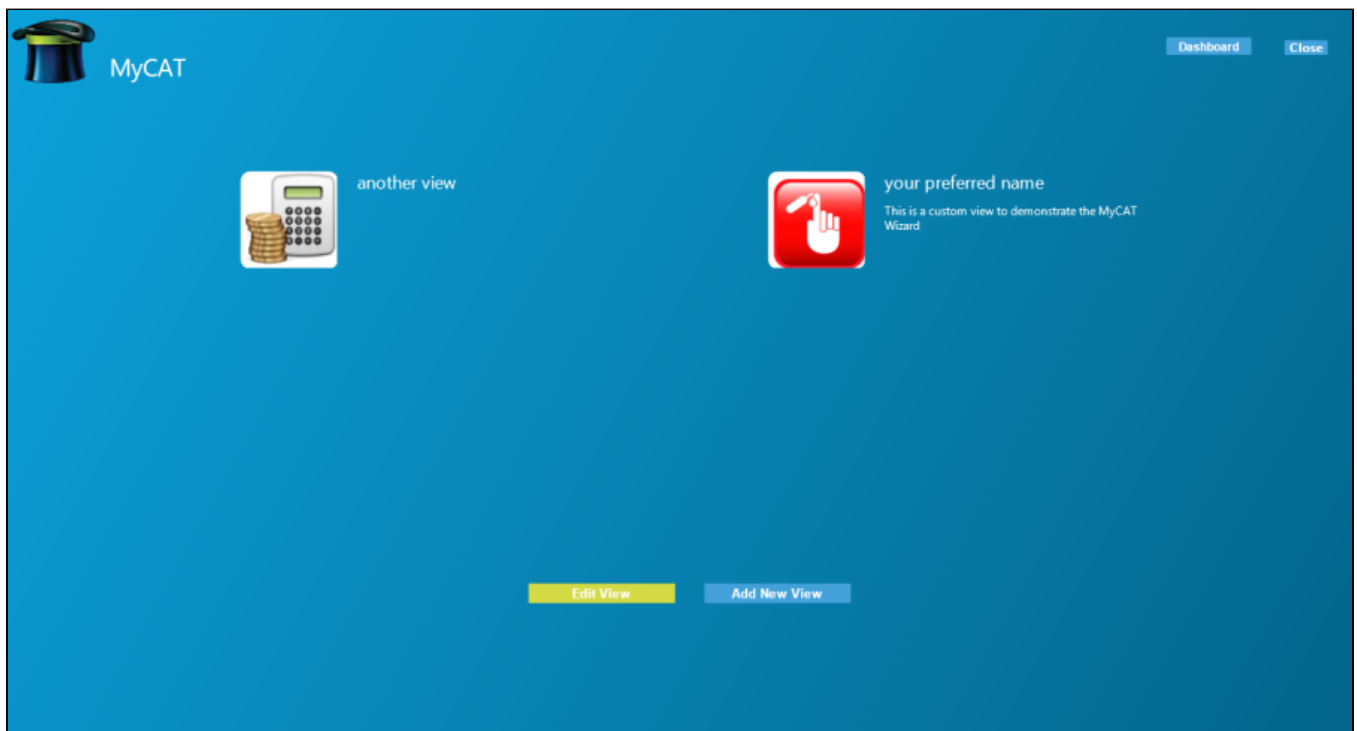 MyCAT
Dashboard
Close
another view
your preferred name
This is a custom view to demonstrate the MyCAT
Wizard
Edit View
Add New View